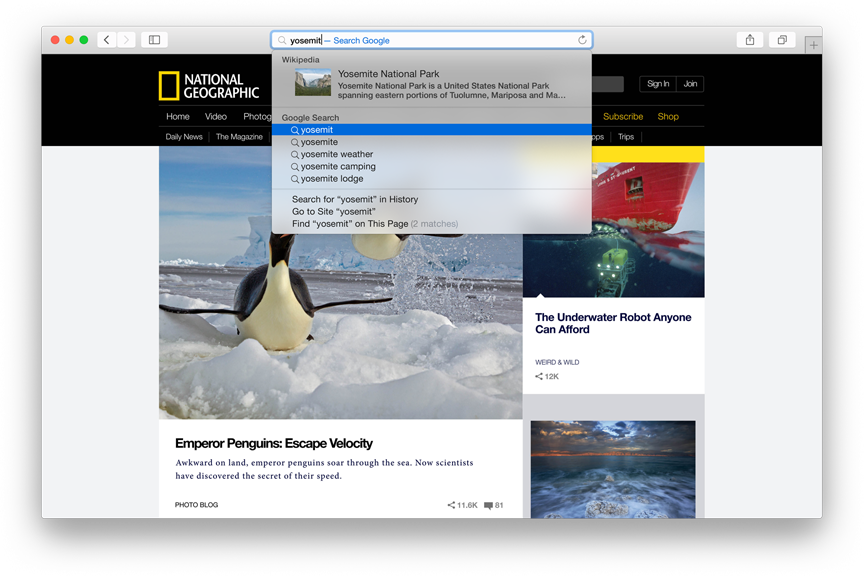 yosemit — Search Google
Wikipedia
Yosemite National Park
Yosemite National Park is a United States National Park
spanning eastern portions of Tuolumne, Mariposa and Ma…
Google Search
yosemit
yosemite
yosemite weather
yosemite camping
yosemite lodge
Search for “yosemit” in History
Go to Site “yosemit”
Find “yosemit” on This Page (2 matches)
NATIONAL
GEOGRAPHIC
Sign In Join
Home Video Photog Subscribe Shop
Daily News The Magazine pps Trips
The Underwater Robot Anyone
Can Afford
WEIRD & WILD
12K
Emperor Penguins: Escape Velocity
Awkward on land, emperor penguins soar through the sea. Now scientists
have discovered the secret of their speed.
PHOTO BLOG 11.6K 81